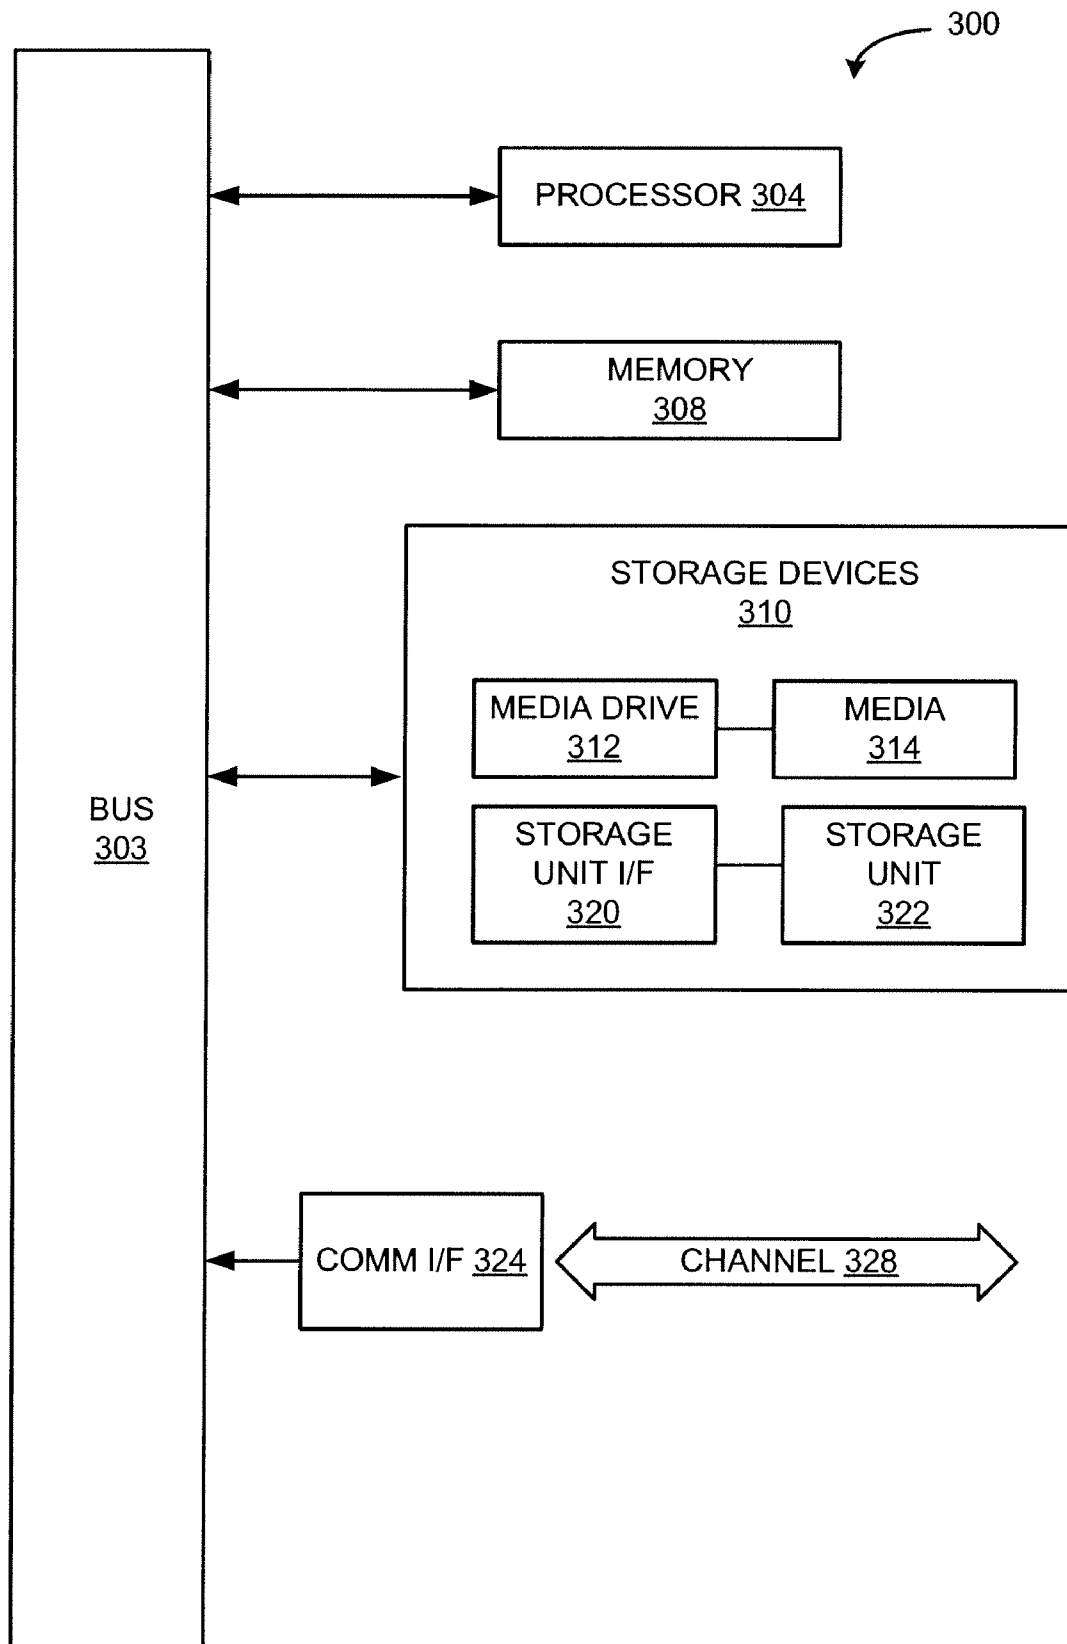 300
PROCESSOR 304
MEMORY
308
STORAGE DEVICES
310
MEDIA DRIVE
312
MEDIA
314
BUS
303
STORAGE
UNIT I/F
320
STORAGE
UNIT
322
COMM I/F 324
CHANNEL 328